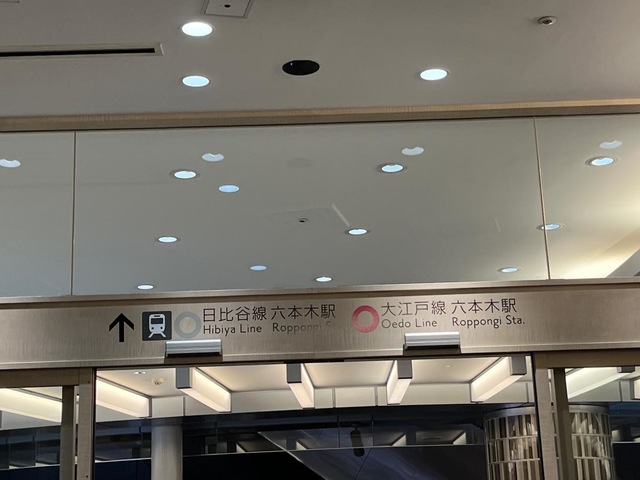 日比谷線 六本木駅
Hibiya Line Roppongi
大江戸線 六本木駅
Oedo Line Roppongi Sta.